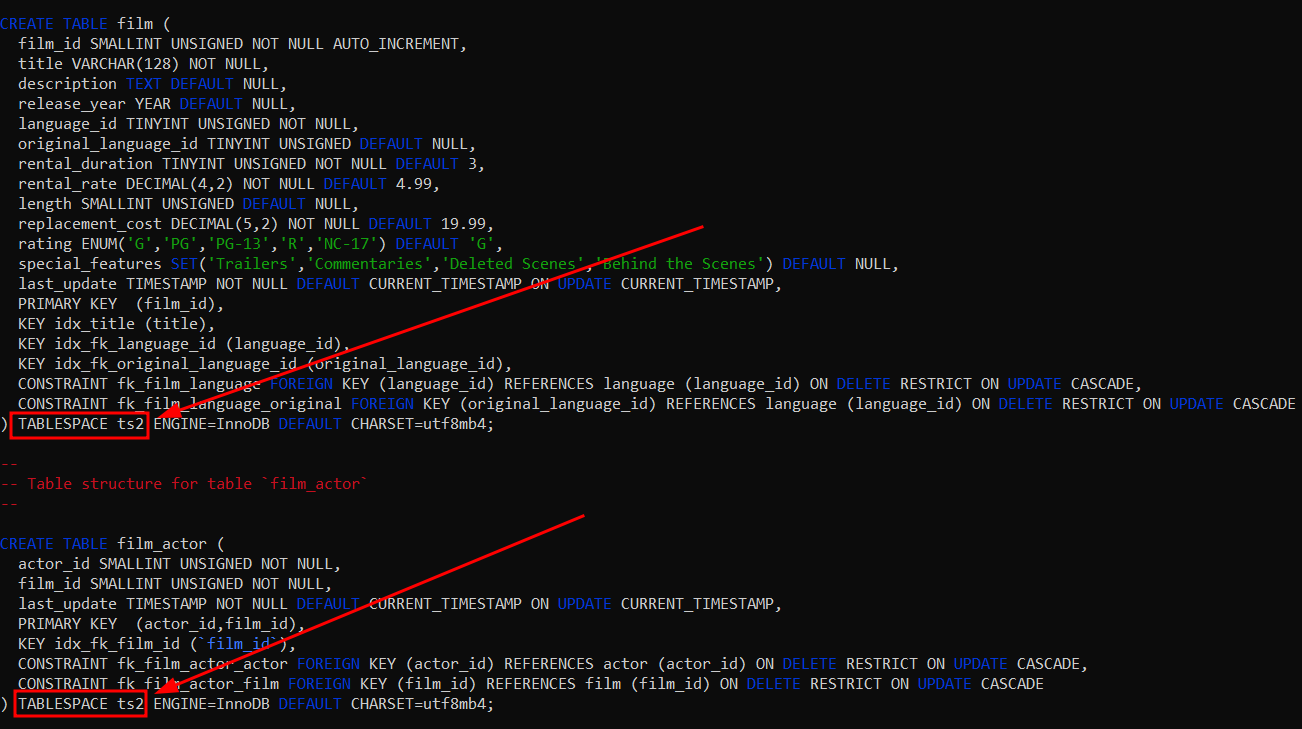 CREATE TABLE film (
  film_id SMALLINT UNSIGNED NOT NULL AUTO_INCREMENT,
  title VARCHAR(128) NOT NULL,
  description TEXT DEFAULT NULL,
  release_year YEAR DEFAULT NULL,
  language_id TINYINT UNSIGNED NOT NULL,
  original_language_id TINYINT UNSIGNED DEFAULT NULL,
  rental_duration TINYINT UNSIGNED NOT NULL DEFAULT 3,
  rental_rate DECIMAL(4,2) NOT NULL DEFAULT 4.99,
  length SMALLINT UNSIGNED DEFAULT NULL,
  replacement_cost DECIMAL(5,2) NOT NULL DEFAULT 19.99,
  rating ENUM('G','PG','PG-13','R','NC-17') DEFAULT 'G',
  special_features SET('Trailers','Commentaries','Deleted Scenes','Behind the Scenes') DEFAULT NULL,
  last_update TIMESTAMP NOT NULL DEFAULT CURRENT_TIMESTAMP ON UPDATE CURRENT_TIMESTAMP,
  PRIMARY KEY  (film_id),
  KEY idx_title (title),
  KEY idx_fk_language_id (language_id),
  KEY idx_fk_original_language_id (original_language_id),
  CONSTRAINT fk_film_language FOREIGN KEY (language_id) REFERENCES language (language_id) ON DELETE RESTRICT ON UPDATE CASCADE,
  CONSTRAINT fk_film_language_original FOREIGN KEY (original_language_id) REFERENCES language (language_id) ON DELETE RESTRICT ON UPDATE CASCADE
) TABLESPACE ts2 ENGINE=InnoDB DEFAULT CHARSET=utf8mb4;
--
-- Table structure for table `film_actor`
--
CREATE TABLE film_actor (
  actor_id SMALLINT UNSIGNED NOT NULL,
  film_id SMALLINT UNSIGNED NOT NULL,
  last_update TIMESTAMP NOT NULL DEFAULT CURRENT_TIMESTAMP ON UPDATE CURRENT_TIMESTAMP,
  PRIMARY KEY  (actor_id,film_id),
  KEY idx_fk_film_id (`film_id`),
  CONSTRAINT fk_film_actor_actor FOREIGN KEY (actor_id) REFERENCES actor (actor_id) ON DELETE RESTRICT ON UPDATE CASCADE,
  CONSTRAINT fk_film_actor_film FOREIGN KEY (film_id) REFERENCES film (film_id) ON DELETE RESTRICT ON UPDATE CASCADE
) TABLESPACE ts2 ENGINE=InnoDB DEFAULT CHARSET=utf8mb4;